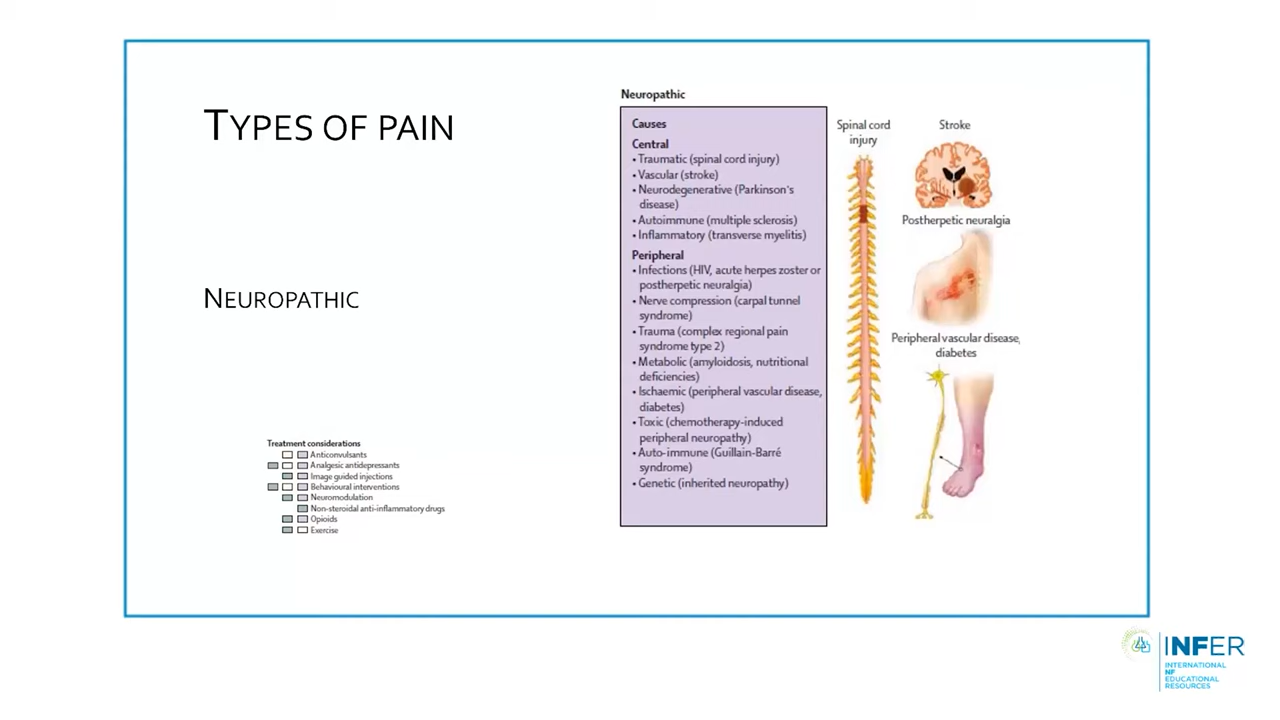 TYPES OF PAIN
NEUROPATHIC
Treatment considerations
Anticonvulsants
Analgesic antidepressants
Image guided injections
Behavioural interventions
Neuromodulation
Non-steroidal anti-inflammatory drugs
Opioids
Exercise
Neuropathic
Causes
Central
• Traumatic (spinal cord injury)
• Vascular (stroke)
• Neurodegenerative (Parkinson's
disease)
• Autoimmune (multiple sclerosis)
• Inflammatory (transverse myelitis)
Peripheral
• Infections (HIV, acute herpes zoster or
postherpetic neuralgia)
• Nerve compression (carpal tunnel
syndrome)
• Trauma (complex regional pain
syndrome type 2)
• Metabolic (amyloidosis, nutritional
deficiencies)
• Ischaemic (peripheral vascular disease,
diabetes)
• Toxic (chemotherapy-induced
peripheral neuropathy)
• Auto-immune (Guillain-Barré
syndrome)
• Genetic (inherited neuropathy)
Spinal cord
injury
Stroke
Postherpetic neuralgia
Peripheral vascular disease,
diabetes
INFER
INTERNATIONAL
NF
EDUCATIONAL
RESOURCES